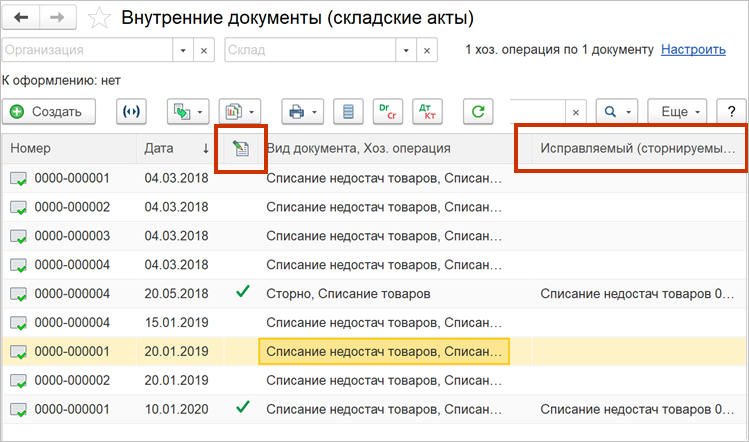 Внутренние документы (складские акты)
Организация Склад 1 хоз. операция по 1 документу Настроить
К оформлению: нет
Создать Dr Cr Дт Кт Еще ?
Номер Дата ↓ Вид документа, Хоз. операция Исправляемый (сторнируемы…
0000-000001 04.03.2018 Списание недостач товаров, Списан…
0000-000002 04.03.2018 Списание недостач товаров, Списан…
0000-000003 04.03.2018 Списание недостач товаров, Списан…
0000-000004 04.03.2018 Списание недостач товаров, Списан…
0000-000004 20.05.2018 Сторно, Списание товаров Списание недостач товаров 0…
0000-000004 15.01.2019 Списание недостач товаров, Списан…
0000-000001 20.01.2019 Списание недостач товаров, Списан…
0000-000002 20.01.2019 Списание недостач товаров, Списан…
0000-000001 10.01.2020 Списание недостач товаров, Списан… Списание недостач товаров 0…